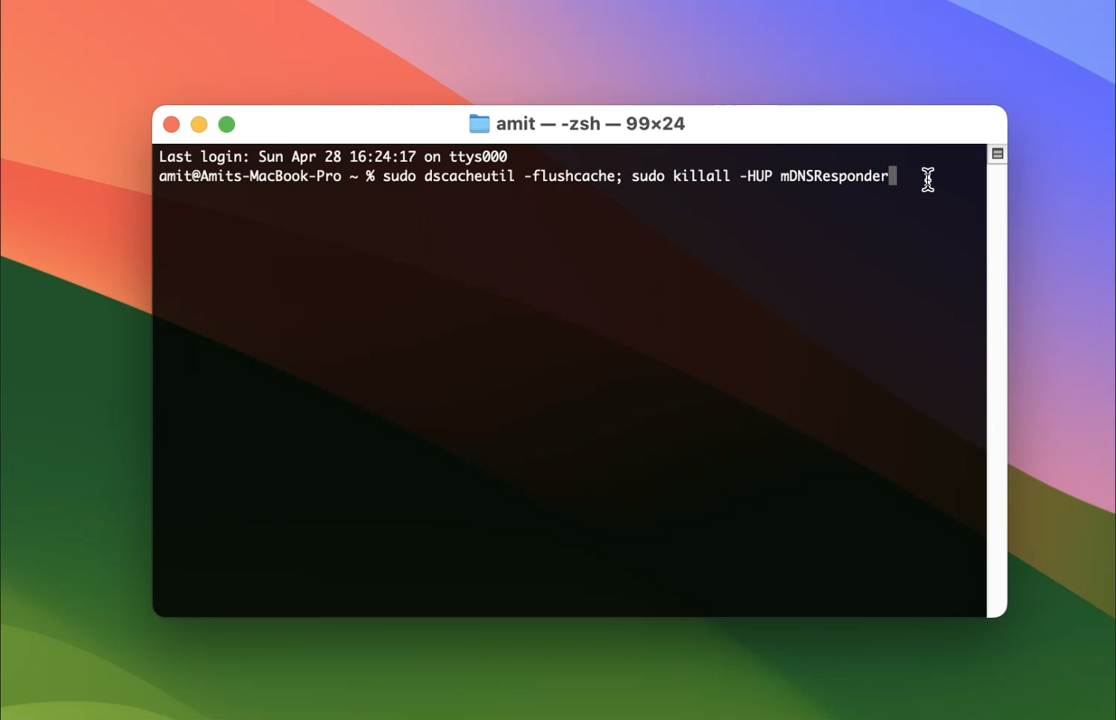 amit — -zsh — 99×24
Last login: Sun Apr 28 16:24:17 on ttys000
amit@Amits-MacBook-Pro ~ % sudo dscacheutil -flushcache; sudo killall -HUP mDNSResponder